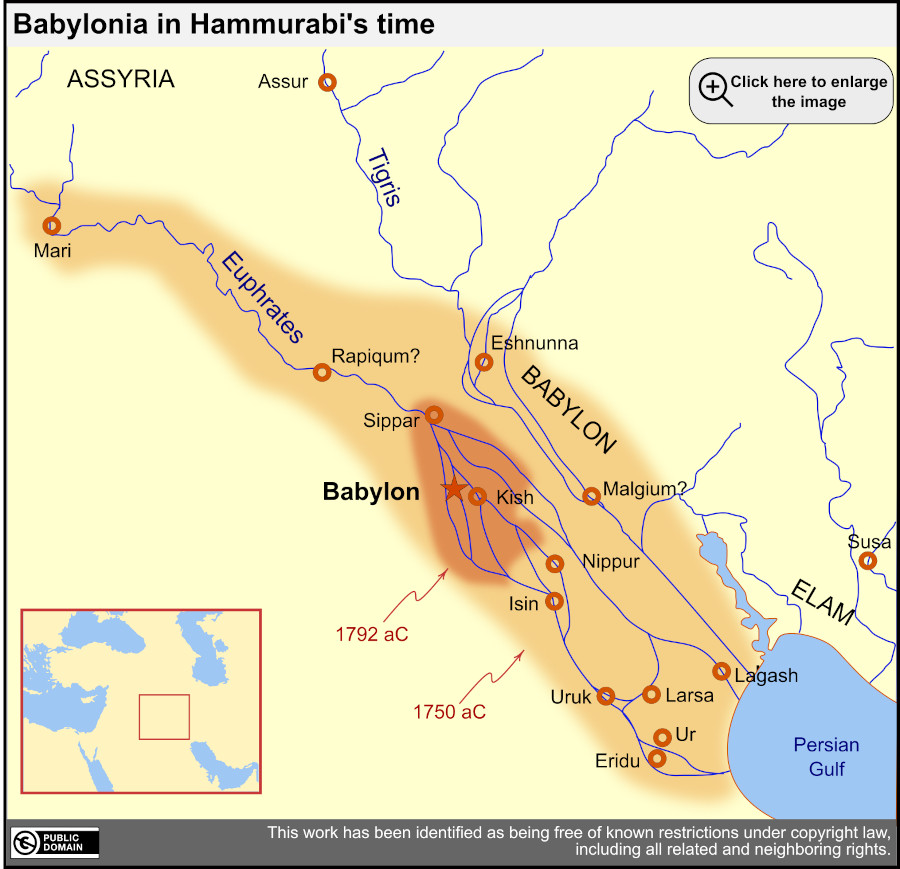 Babylonia in Hammurabi's time
ASSYRIA
Assur
Click here to enlarge
the image
Tigris
Mari
Euphrates
Eshnunna
Rapiqum?
BABYLON
Sippar
Babylon
Kish
Malgium?
Susa
Nippur
ELAM
Isin
1792 aC
Lagash
Uruk
Larsa
1750 aC
Ur
Eridu
Persian
Gulf
PUBLIC
DOMAIN
This work has been identified as being free of known restrictions under copyright law,
including all related and neighboring rights.